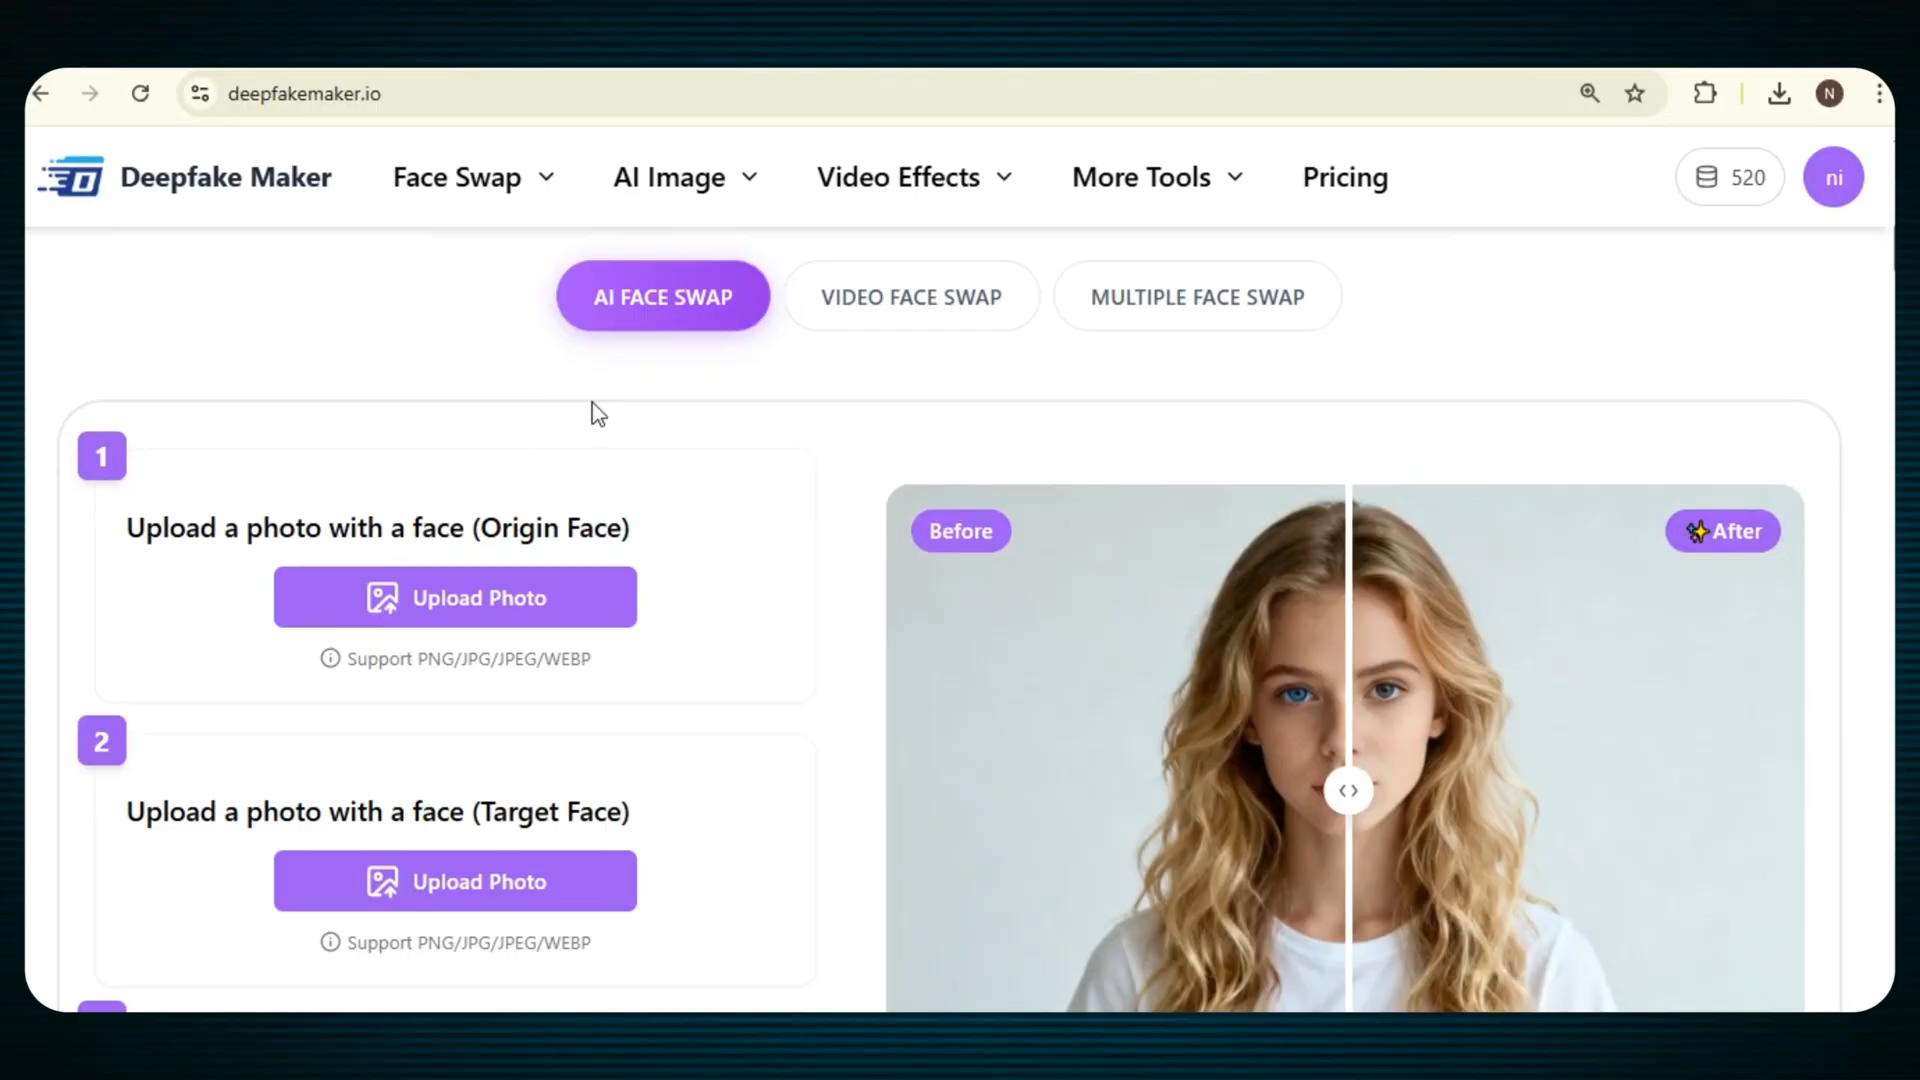 deepfakemaker.io
N
Deepfake Maker
Face Swap
AI Image
Video Effects
More Tools
Pricing
520
ni
AI FACE SWAP
VIDEO FACE SWAP
MULTIPLE FACE SWAP
1
Upload a photo with a face (Origin Face)
Upload Photo
Support PNG/JPG/JPEG/WEBP
2
Upload a photo with a face (Target Face)
Upload Photo
Support PNG/JPG/JPEG/WEBP
Before
After